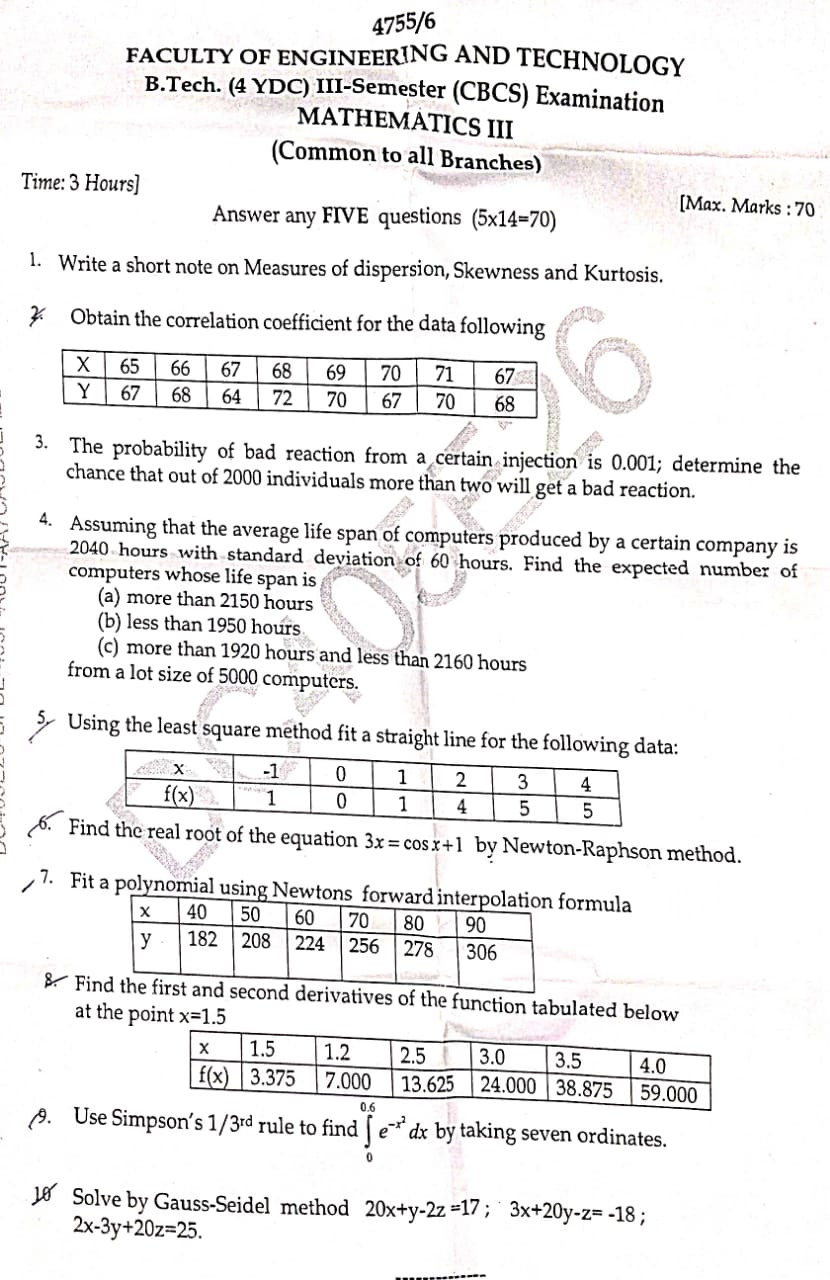 4755/6
FACULTY OF ENGINEERING AND TECHNOLOGY
B.Tech. (4 YDC) III-Semester (CBCS) Examination
MATHEMATICS III
(Common to all Branches)
Time: 3 Hours]
[Max. Marks : 70
Answer any FIVE questions (5x14=70)
1. Write a short note on Measures of dispersion, Skewness and Kurtosis.
2. Obtain the correlation coefficient for the data following
X 65 66 67 68 69 70 71 67
Y 67 68 64 72 70 67 70 68
3. The probability of bad reaction from a certain injection is 0.001; determine the
chance that out of 2000 individuals more than two will get a bad reaction.
4. Assuming that the average life span of computers produced by a certain company is
2040 hours with standard deviation of 60 hours. Find the expected number of
computers whose life span is
(a) more than 2150 hours
(b) less than 1950 hours
(c) more than 1920 hours and less than 2160 hours
from a lot size of 5000 computers.
5. Using the least square method fit a straight line for the following data:
x -1 0 1 2 3 4
f(x) 1 0 1 4 5 5
6. Find the real root of the equation 3x = cos x+1 by Newton-Raphson method.
7. Fit a polynomial using Newtons forward interpolation formula
x 40 50 60 70 80 90
y 182 208 224 256 278 306
8. Find the first and second derivatives of the function tabulated below
at the point x=1.5
x 1.5 1.2 2.5 3.0 3.5 4.0
f(x) 3.375 7.000 13.625 24.000 38.875 59.000
9. Use Simpson's 1/3rd rule to find ∫₀^0.6 e^-x² dx by taking seven ordinates.
10 Solve by Gauss-Seidel method 20x+y-2z =17 ; 3x+20y-z= -18 ;
2x-3y+20z=25.